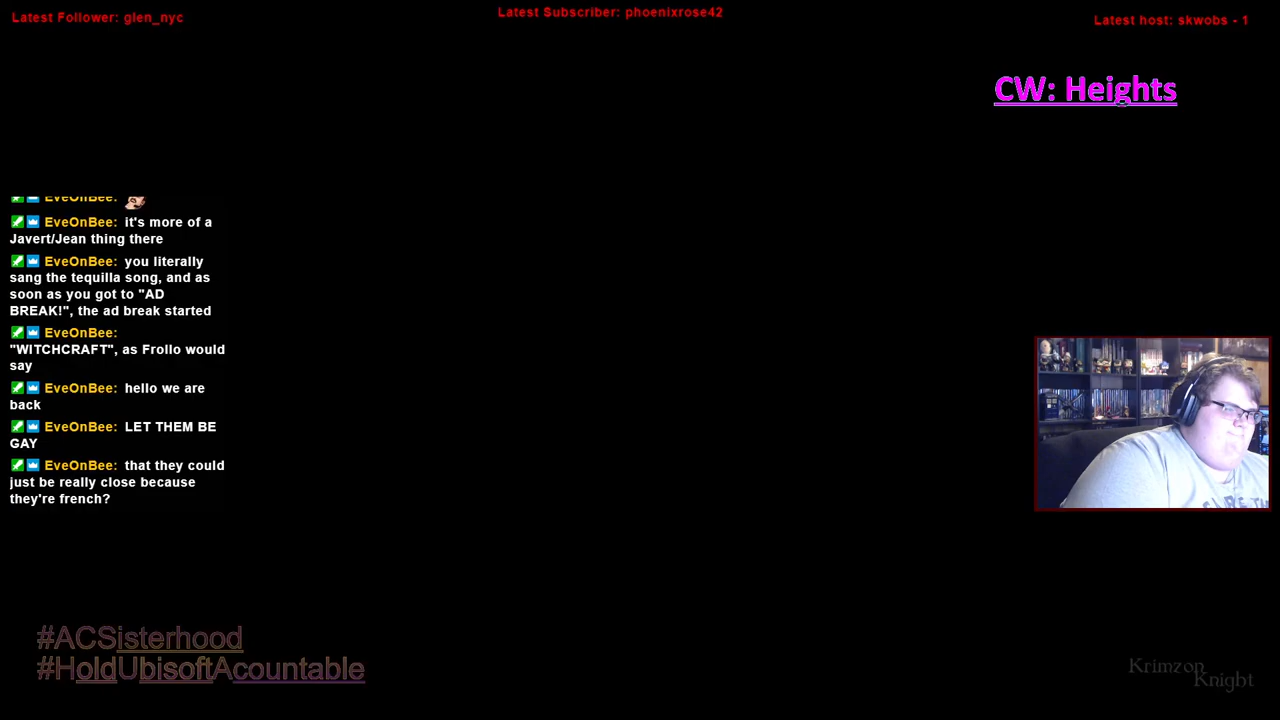 Latest Follower: glen_nyc
Latest Subscriber: phoenixrose42
Latest host: skwobs - 1
CW: Heights
EveOnBee:
EveOnBee: it's more of a
Javert/Jean thing there
EveOnBee: you literally
sang the tequilla song, and as
soon as you got to "AD
BREAK!", the ad break started
EveOnBee:
"WITCHCRAFT", as Frollo would
say
EveOnBee: hello we are
back
EveOnBee: LET THEM BE
GAY
EveOnBee: that they could
just be really close because
they're french?
#ACSisterhood
#HoldUbisoftAcountable
Krimzon
Knight